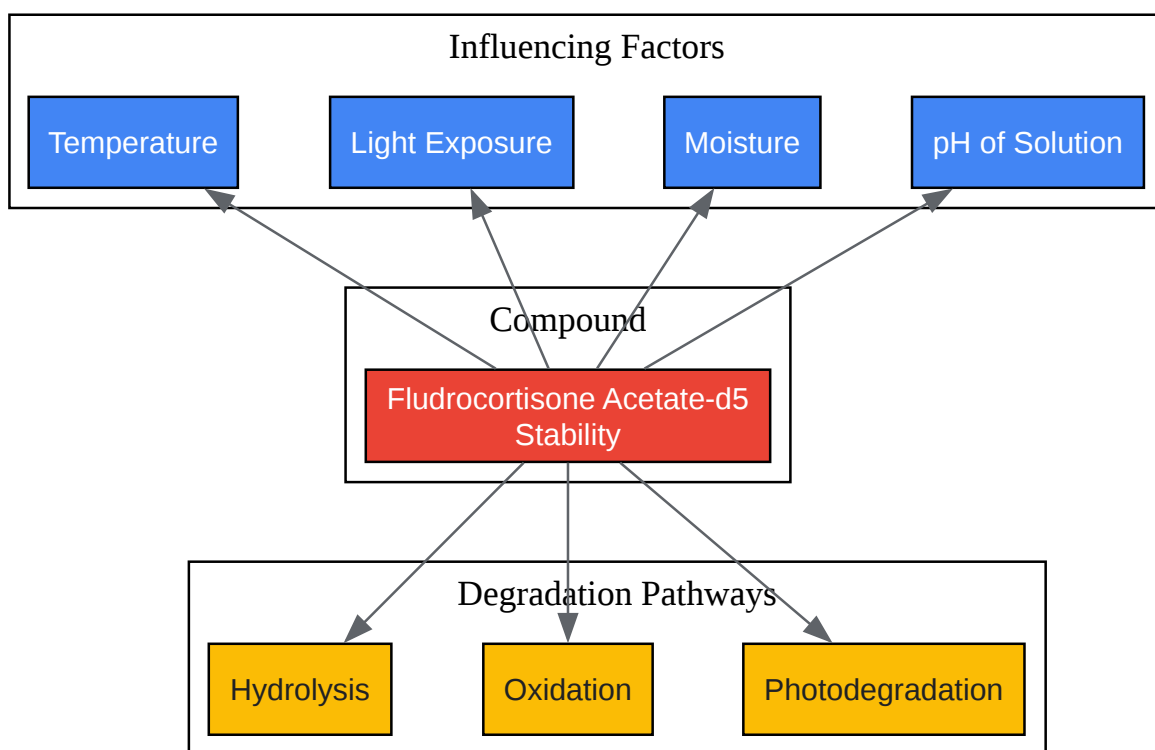 Influencing Factors
Temperature
Light Exposure
Moisture
pH of Solution
Compound
Fludrocortisone Acetate-d5
Stability
Degradation Pathways
Hydrolysis
Oxidation
Photodegradation